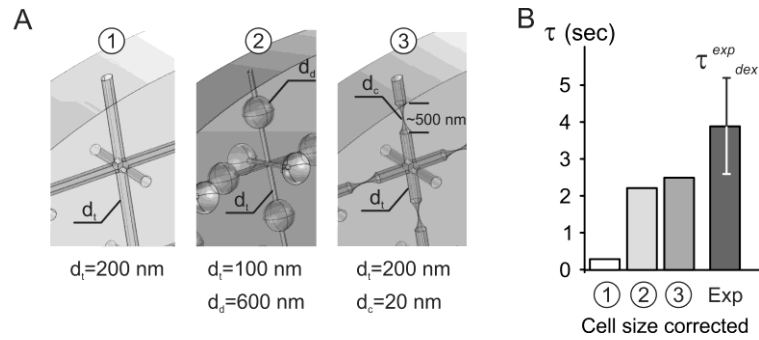 A
1
2
3
d_t
d_d
d_t
d_c
~500 nm
d_t
d_t=200 nm
d_t=100 nm
d_t=200 nm
d_d=600 nm
d_c=20 nm
B
τ (sec)
τ^exp_dex
5
4
3
2
1
0
1 2 3 Exp
Cell size corrected